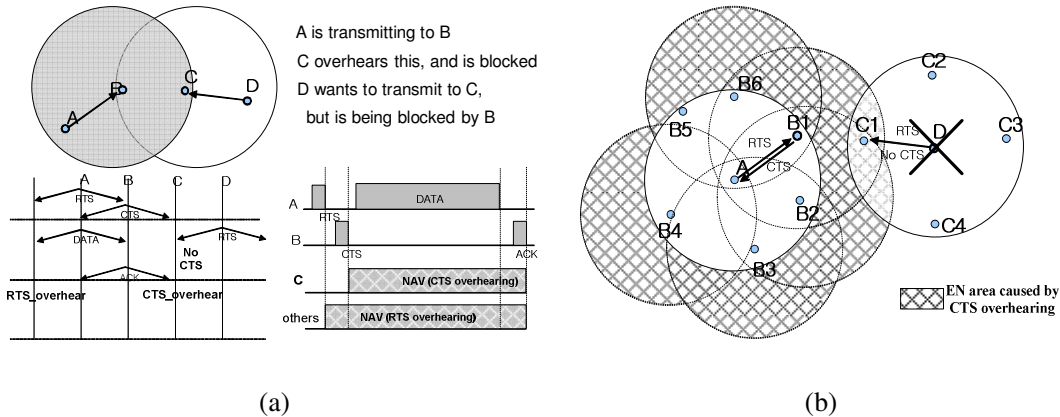 A is transmitting to B
C overhears this, and is blocked
D wants to transmit to C,
but is being blocked by B
A
B
C
D
A B C D
RTS
CTS
DATA
RTS
No
CTS
ACK
RTS_overhear
CTS_overhear
A
RTS
DATA
B
CTS
ACK
C
NAV (CTS overhearing)
others
NAV (RTS overhearing)
(a)
C2
B6
B5
B1
C1
RTS
D
C3
RTS
No CTS
CTS
A
B2
B4
C4
B3
EN area caused by
CTS overhearing
(b)